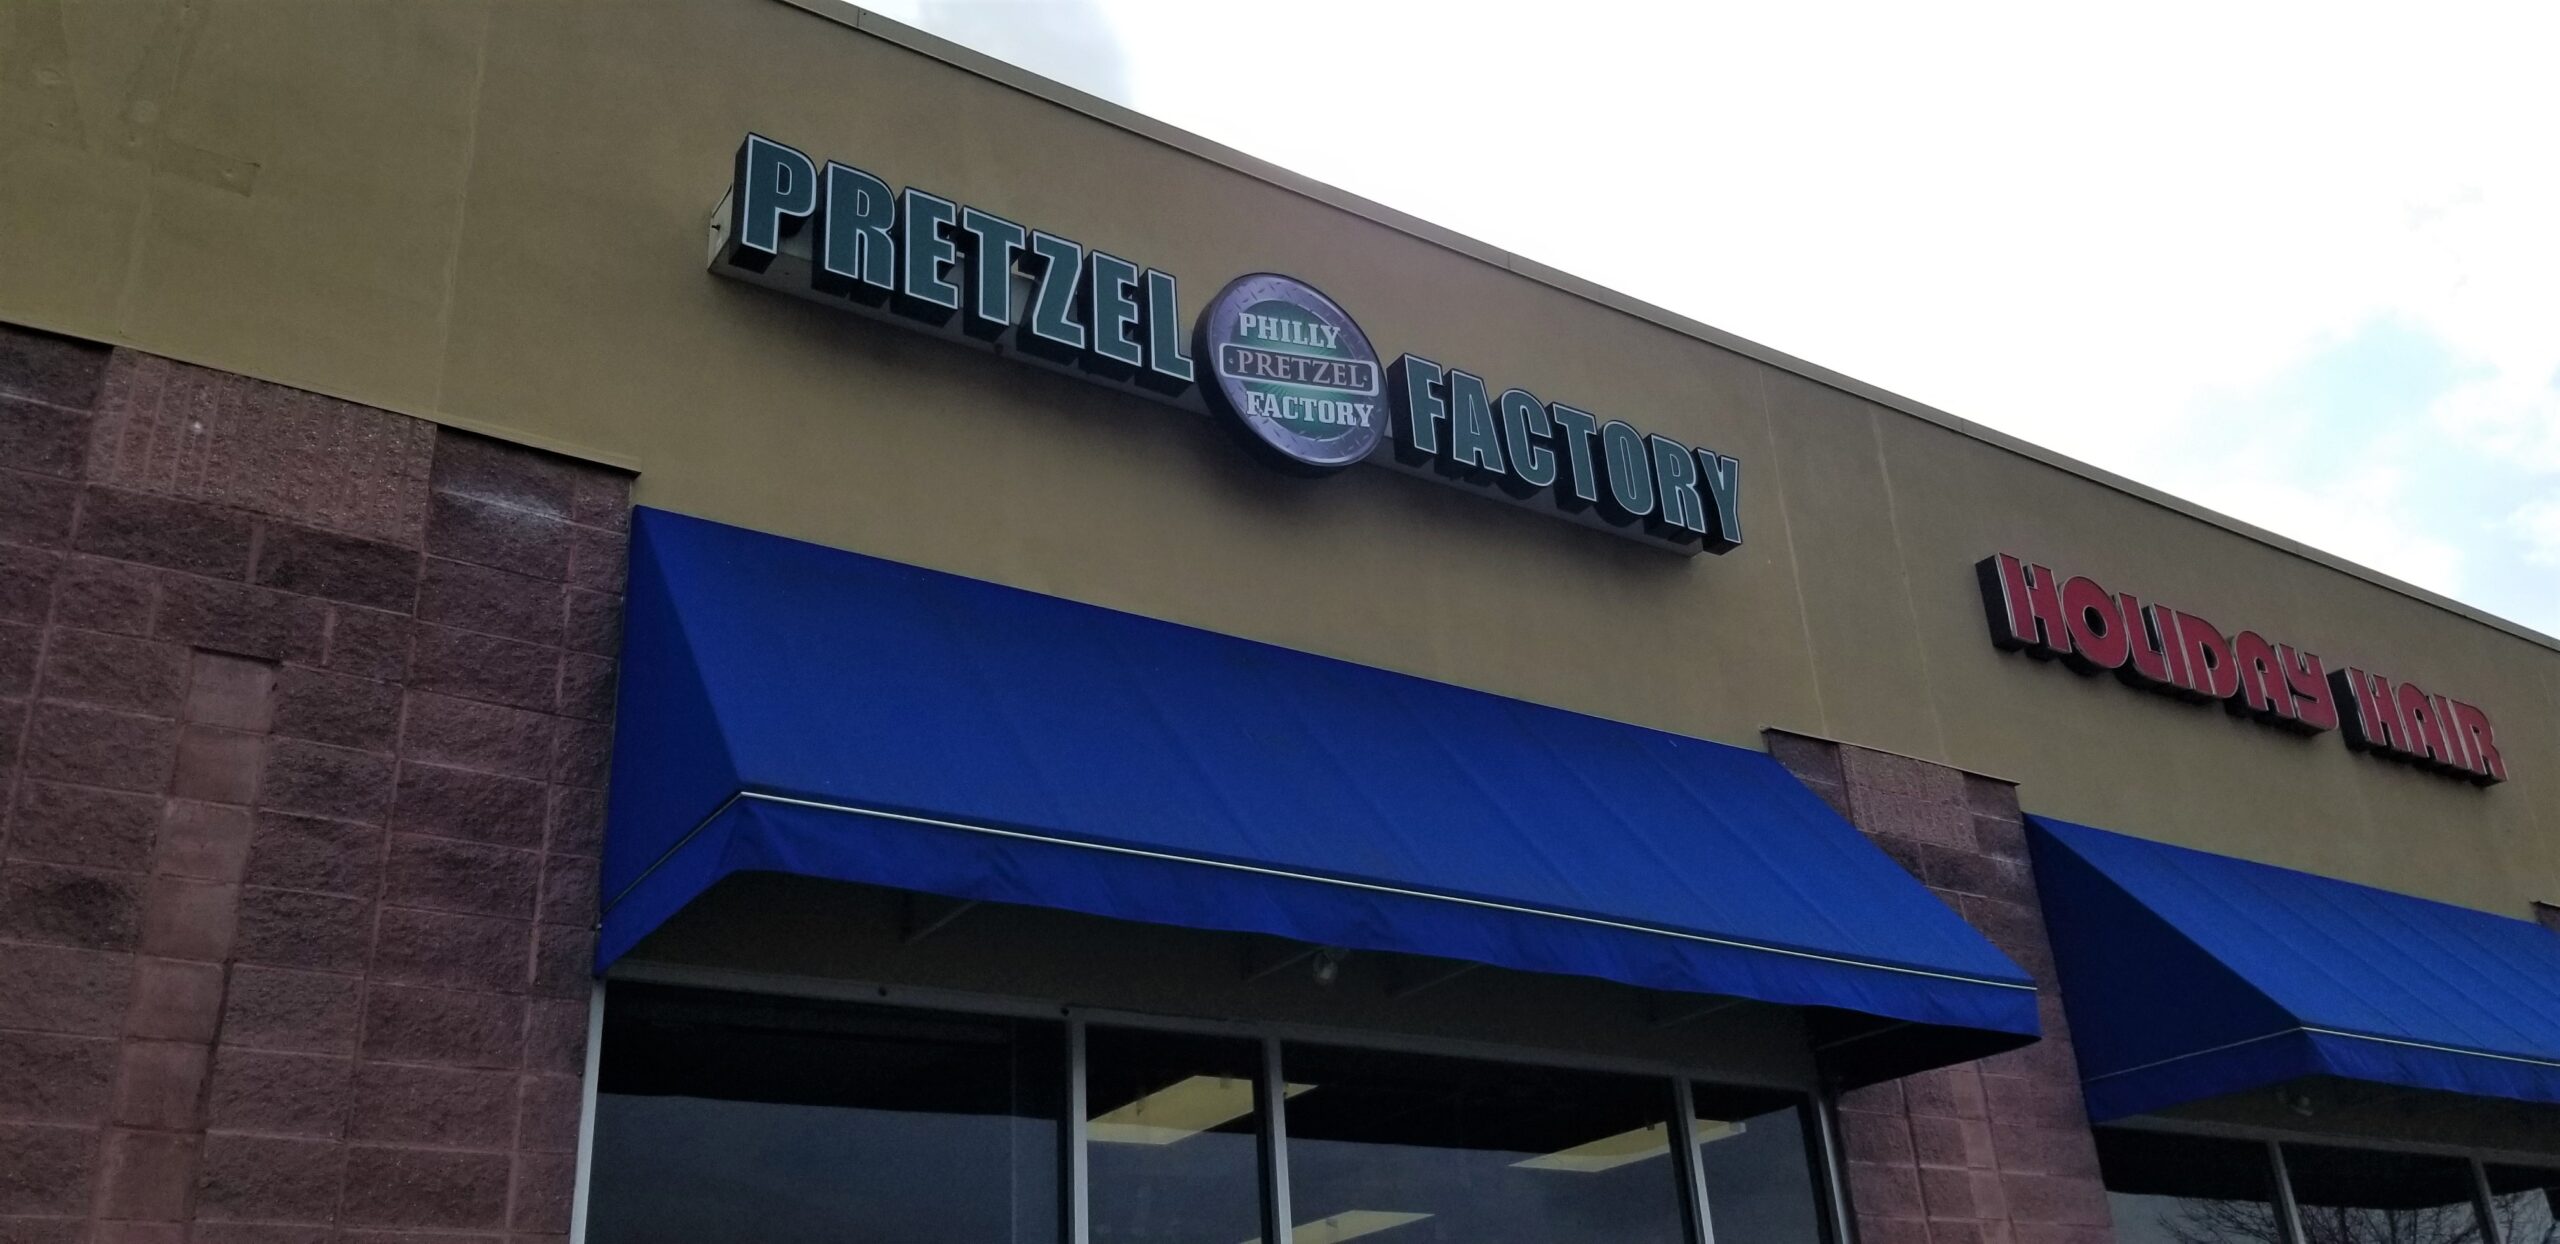 PRETZEL
PHILLY
PRETZEL
FACTORY
FACTORY
HOLIDAY HAIR